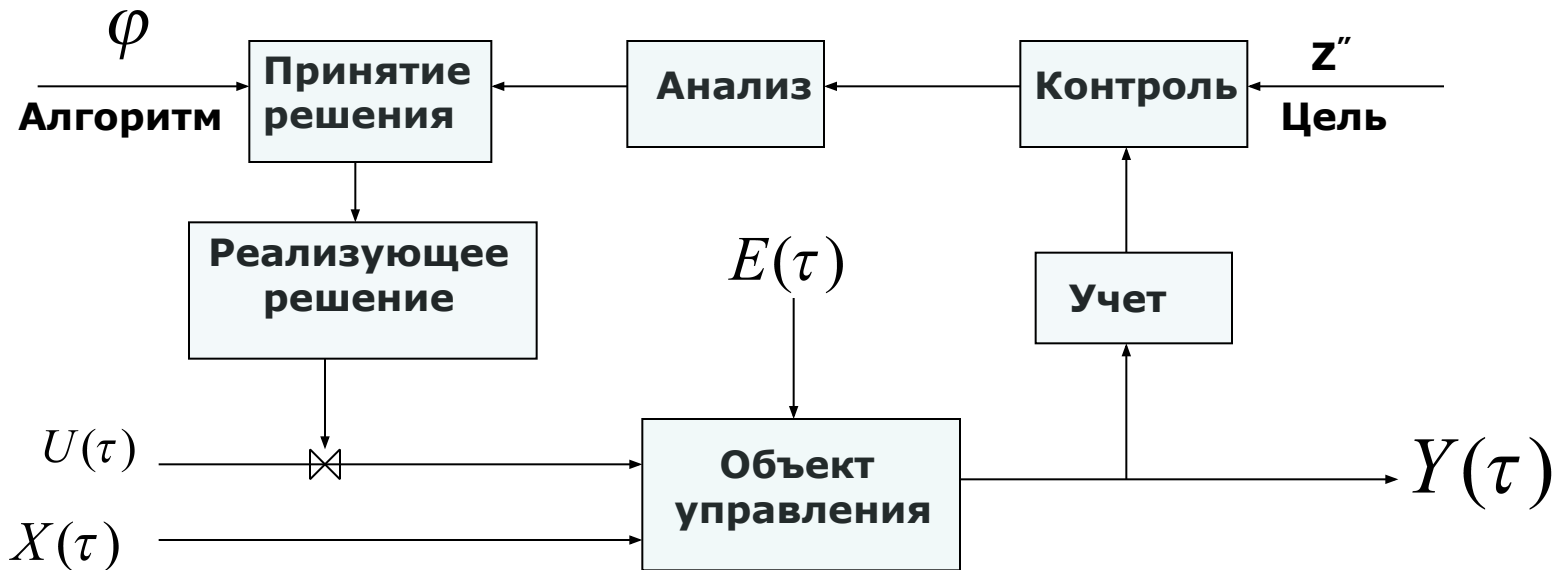 φ
Алгоритм
Принятие
решения
Анализ
Контроль
Z″
Цель
Реализующее
решение
E(τ)
Учет
U(τ)
Объект
управления
Y(τ)
X(τ)